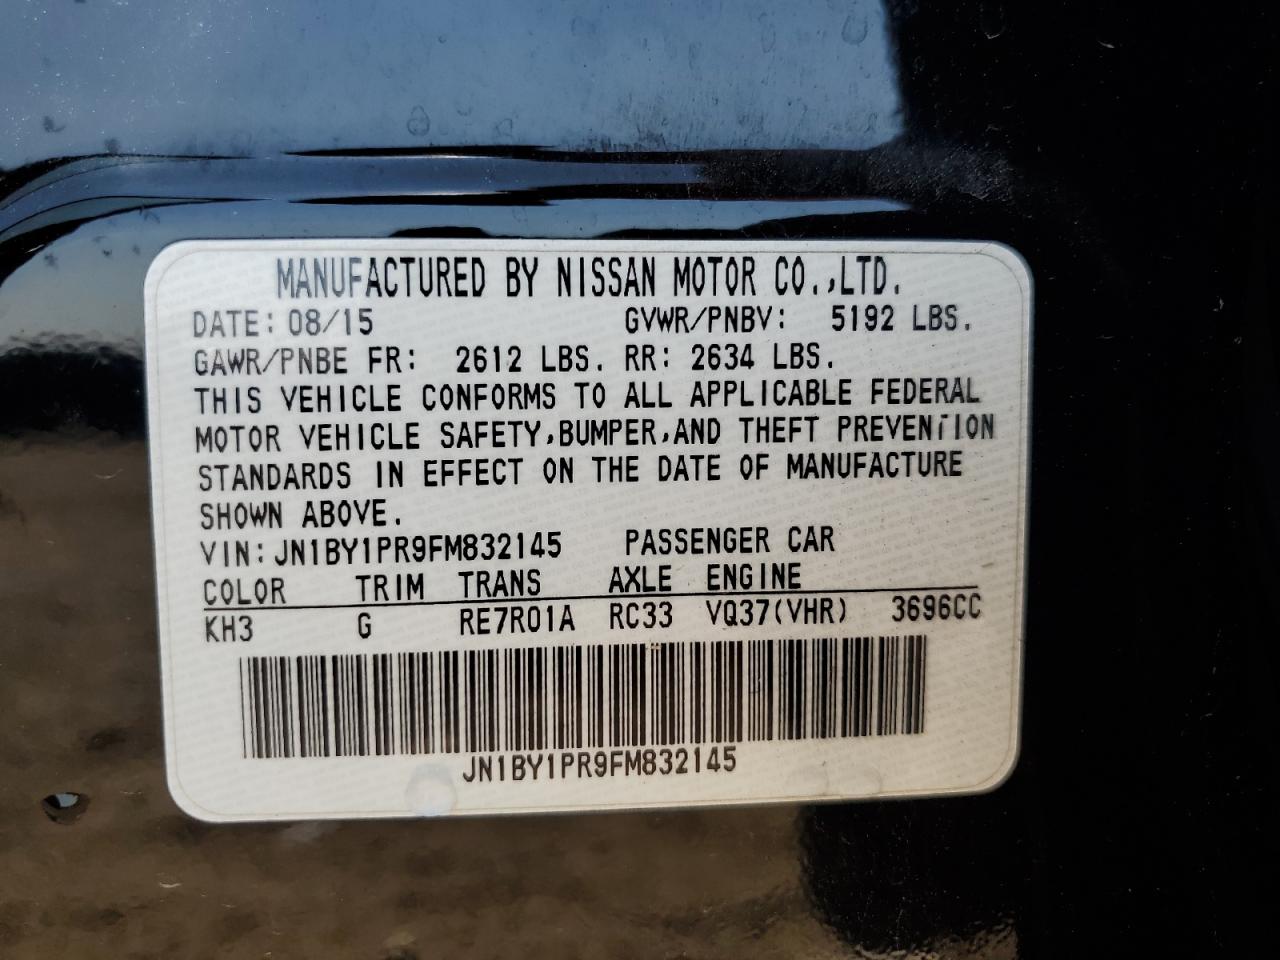 MANUFACTURED BY NISSAN MOTOR CO.,LTD.
DATE: 08/15 GVWR/PNBV: 5192 LBS.
GAWR/PNBE FR: 2612 LBS. RR: 2634 LBS.
THIS VEHICLE CONFORMS TO ALL APPLICABLE FEDERAL
MOTOR VEHICLE SAFETY,BUMPER,AND THEFT PREVENTION
STANDARDS IN EFFECT ON THE DATE OF MANUFACTURE
SHOWN ABOVE.
VIN: JN1BY1PR9FM832145 PASSENGER CAR
COLOR TRIM TRANS AXLE ENGINE
KH3 G RE7R01A RC33 VQ37(VHR) 3696CC
JN1BY1PR9FM832145